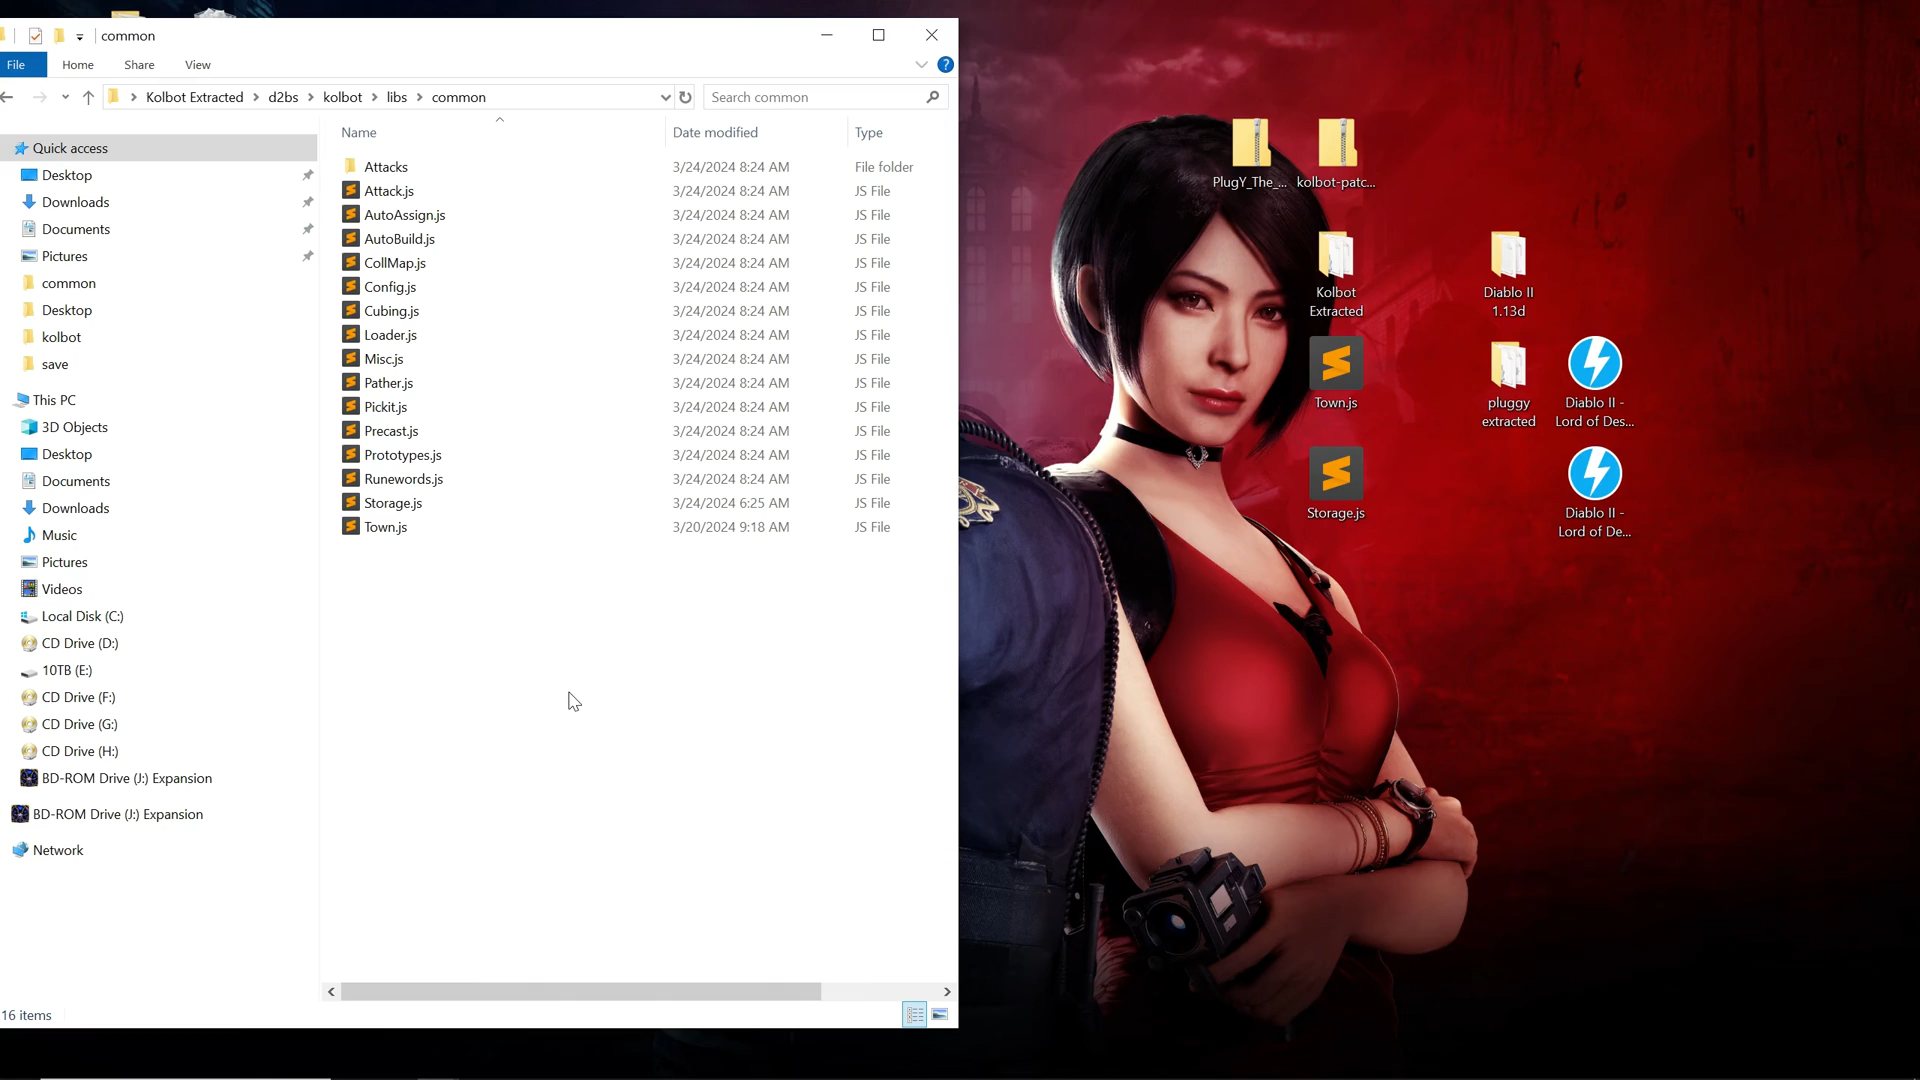 common
File Home Share View
Kolbot Extracted d2bs kolbot libs common Search common
Quick access
Desktop
Downloads
Documents
Pictures
common
Desktop
kolbot
save
This PC
3D Objects
Desktop
Documents
Downloads
Music
Pictures
Videos
Local Disk (C:)
CD Drive (D:)
10TB (E:)
CD Drive (F:)
CD Drive (G:)
CD Drive (H:)
BD-ROM Drive (J:) Expansion
BD-ROM Drive (J:) Expansion
Network
Name Date modified Type
Attacks 3/24/2024 8:24 AM File folder
Attack.js 3/24/2024 8:24 AM JS File
AutoAssign.js 3/24/2024 8:24 AM JS File
AutoBuild.js 3/24/2024 8:24 AM JS File
CollMap.js 3/24/2024 8:24 AM JS File
Config.js 3/24/2024 8:24 AM JS File
Cubing.js 3/24/2024 8:24 AM JS File
Loader.js 3/24/2024 8:24 AM JS File
Misc.js 3/24/2024 8:24 AM JS File
Pather.js 3/24/2024 8:24 AM JS File
Pickit.js 3/24/2024 8:24 AM JS File
Precast.js 3/24/2024 8:24 AM JS File
Prototypes.js 3/24/2024 8:24 AM JS File
Runewords.js 3/24/2024 8:24 AM JS File
Storage.js 3/24/2024 6:25 AM JS File
Town.js 3/20/2024 9:18 AM JS File
16 items
PlugY_The_... kolbot-patc...
Kolbot
Extracted
Diablo II
1.13d
Town.js
pluggy
extracted
Diablo II -
Lord of Des...
Storage.js
Diablo II -
Lord of De...